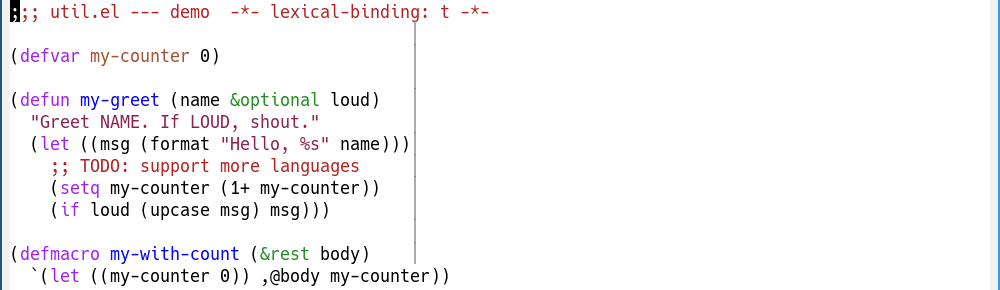 ;;; util.el --- demo  -*- lexical-binding: t -*-

(defvar my-counter 0)

(defun my-greet (name &optional loud)
  "Greet NAME. If LOUD, shout."
  (let ((msg (format "Hello, %s" name)))
    ;; TODO: support more languages
    (setq my-counter (1+ my-counter))
    (if loud (upcase msg) msg)))

(defmacro my-with-count (&rest body)
  `(let ((my-counter 0)) ,@body my-counter))